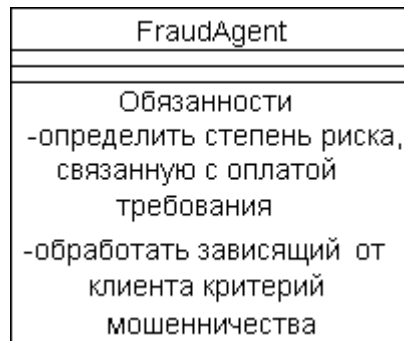 FraudAgent
Обязанности
-определить степень риска,
связанную с оплатой
требования
-обработать зависящий от
клиента критерий
мошенничества